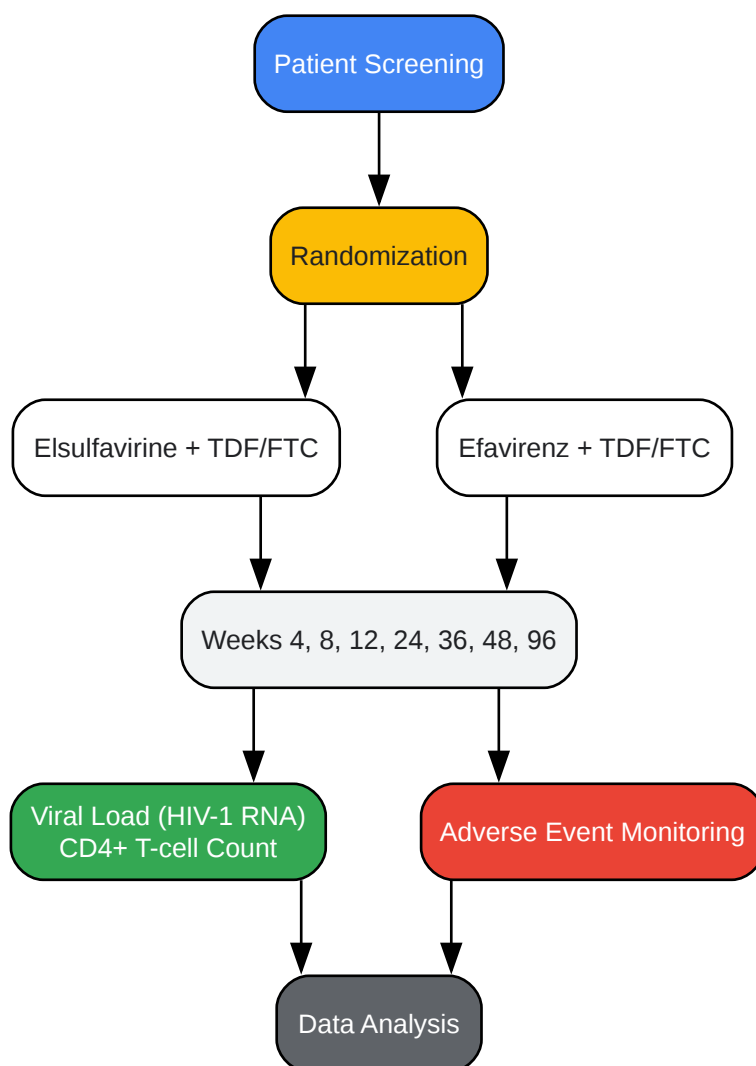 Patient Screening
Randomization
Elsulfavirine + TDF/FTC
Efavirenz + TDF/FTC
Weeks 4, 8, 12, 24, 36, 48, 96
Viral Load (HIV-1 RNA)
CD4+ T-cell Count
Adverse Event Monitoring
Data Analysis